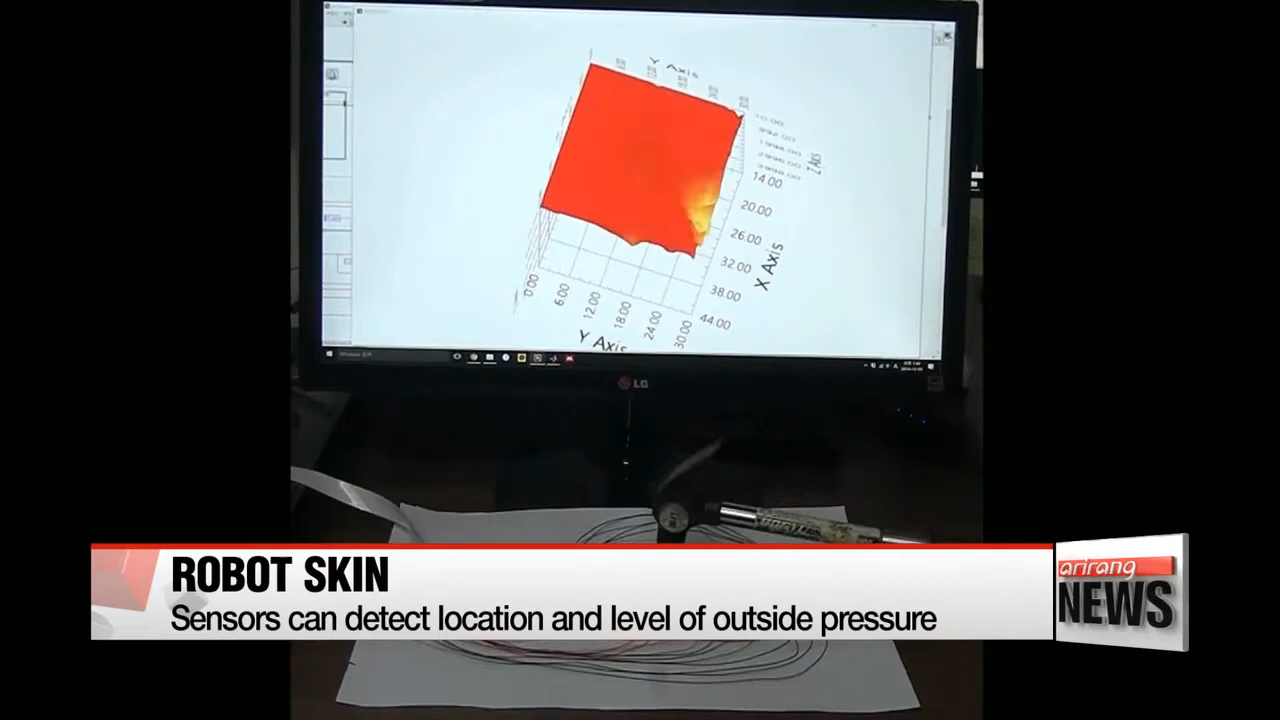 Y Axis
Z Axis
14.00
20.00
26.00
32.00
38.00
44.00
X Axis
0.00
6.00
12.00
18.00
24.00
30.00
Y Axis
LG
ROBOT SKIN
Sensors can detect location and level of outside pressure
arirang
NEWS